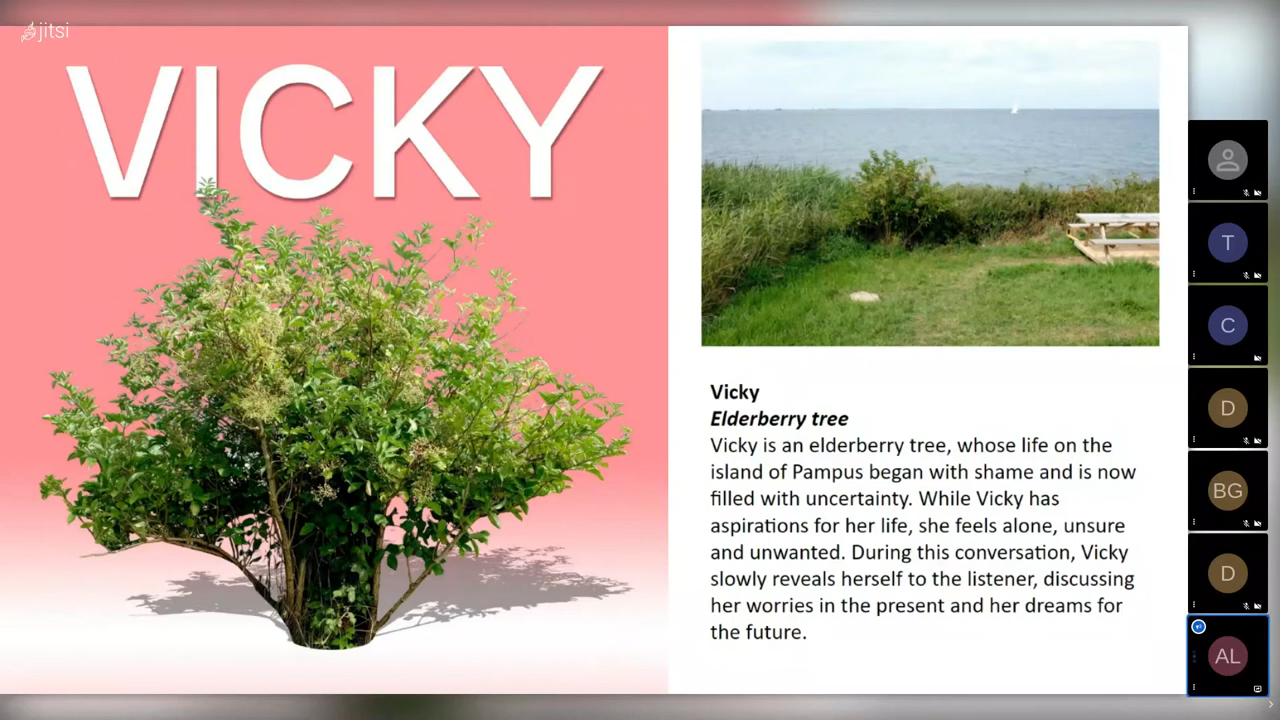 jitsi
VICKY
Vicky
Elderberry tree
Vicky is an elderberry tree, whose life on the
island of Pampus began with shame and is now
filled with uncertainty. While Vicky has
aspirations for her life, she feels alone, unsure
and unwanted. During this conversation, Vicky
slowly reveals herself to the listener, discussing
her worries in the present and her dreams for
the future.
T
C
D
BG
D
AL